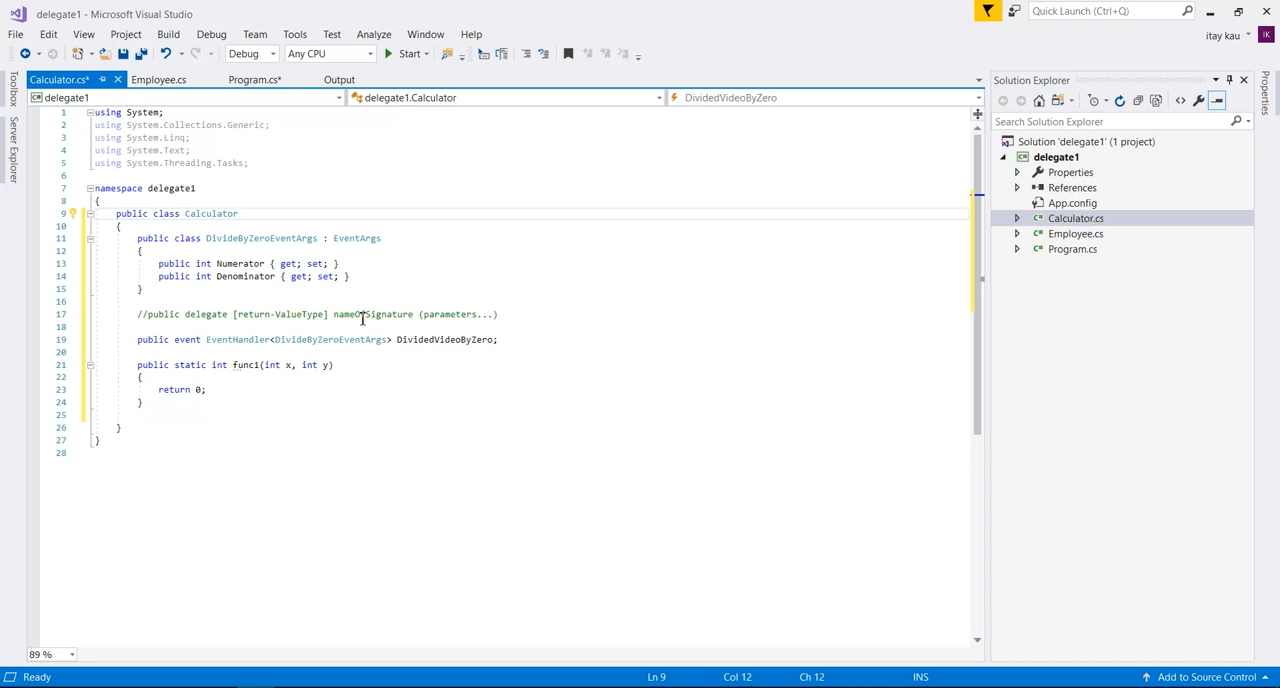 delegate1 - Microsoft Visual Studio
Quick Launch (Ctrl+Q)
File Edit View Project Build Debug Team Tools Test Analyze Window Help
itay kau IK
Debug Any CPU Start
Toolbox
Server Explorer
Calculator.cs* Employee.cs Program.cs* Output
delegate1 delegate1.Calculator DividedVideoByZero
1 using System;
2 using System.Collections.Generic;
3 using System.Linq;
4 using System.Text;
5 using System.Threading.Tasks;
6
7 namespace delegate1
8 {
9 public class Calculator
10 {
11 public class DivideByZeroEventArgs : EventArgs
12 {
13 public int Numerator { get; set; }
14 public int Denominator { get; set; }
15 }
16
17 //public delegate [return-ValueType] nameOfSignature (parameters...)
18
19 public event EventHandler<DivideByZeroEventArgs> DividedVideoByZero;
20
21 public static int func1(int x, int y)
22 {
23 return 0;
24 }
25
26 }
27 }
28
89 %
Solution Explorer
Search Solution Explorer
Solution 'delegate1' (1 project)
delegate1
Properties
References
App.config
Calculator.cs
Employee.cs
Program.cs
Properties
Ready Ln 9 Col 12 Ch 12 INS Add to Source Control